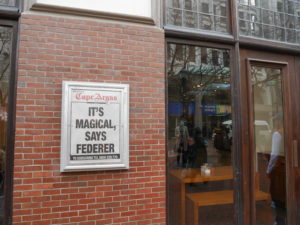 Cape Argus
IT'S
MAGICAL,
SAYS
FEDERER